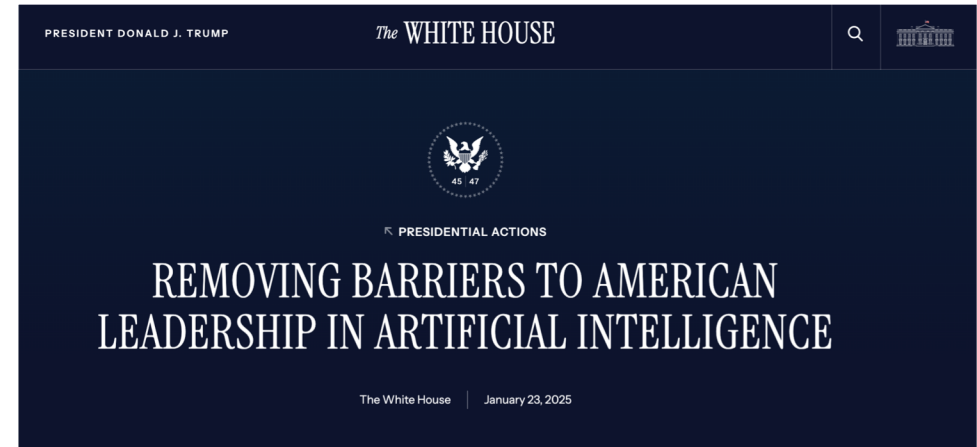 PRESIDENT DONALD J. TRUMP
The WHITE HOUSE
45 47
PRESIDENTIAL ACTIONS
REMOVING BARRIERS TO AMERICAN
LEADERSHIP IN ARTIFICIAL INTELLIGENCE
The White House | January 23, 2025